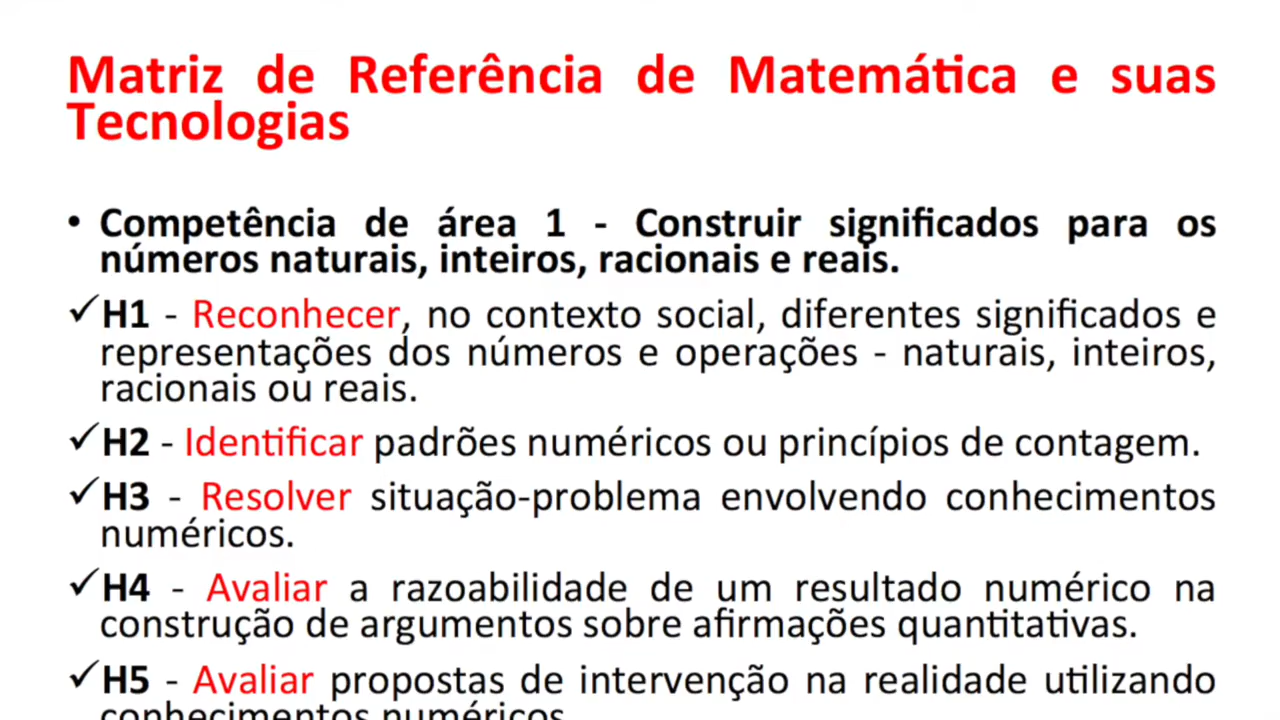 Matriz de Referência de Matemática e suas
Tecnologias
• Competência de área 1 - Construir significados para os
números naturais, inteiros, racionais e reais.
✓H1 - Reconhecer, no contexto social, diferentes significados e
representações dos números e operações - naturais, inteiros,
racionais ou reais.
✓H2 - Identificar padrões numéricos ou princípios de contagem.
✓H3 - Resolver situação-problema envolvendo conhecimentos
numéricos.
✓H4 - Avaliar a razoabilidade de um resultado numérico na
construção de argumentos sobre afirmações quantitativas.
✓H5 - Avaliar propostas de intervenção na realidade utilizando
conhecimentos numéricos.